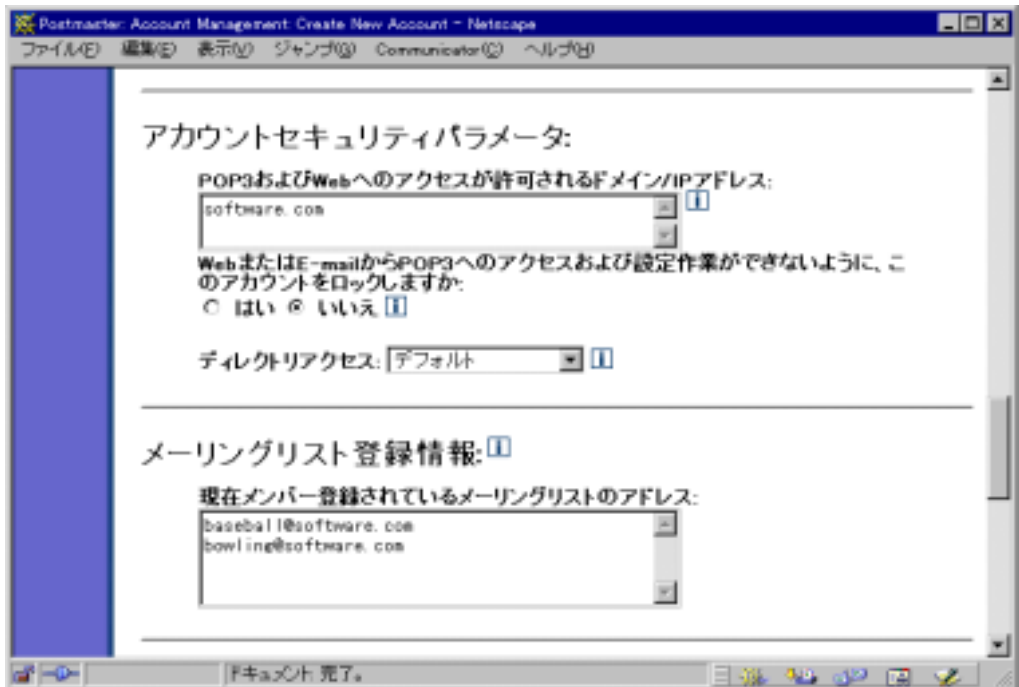 Postmaster: Account Management: Create New Account - Netscape
ファイル(F) 編集(E) 表示(V) ジャンプ(G) Communicator(C) ヘルプ(H)
アカウントセキュリティパラメータ:
POP3およびWebへのアクセスが許可されるドメイン/IPアドレス:
software.com
WebまたはE-mailからPOP3へのアクセスおよび設定作業ができないように、こ
のアカウントをロックしますか:
はい いいえ
ディレクトリアクセス: デフォルト
メーリングリスト登録情報:
現在メンバー登録されているメーリングリストのアドレス:
baseball@software.com
bowling@software.com
ドキュメント: 完了。